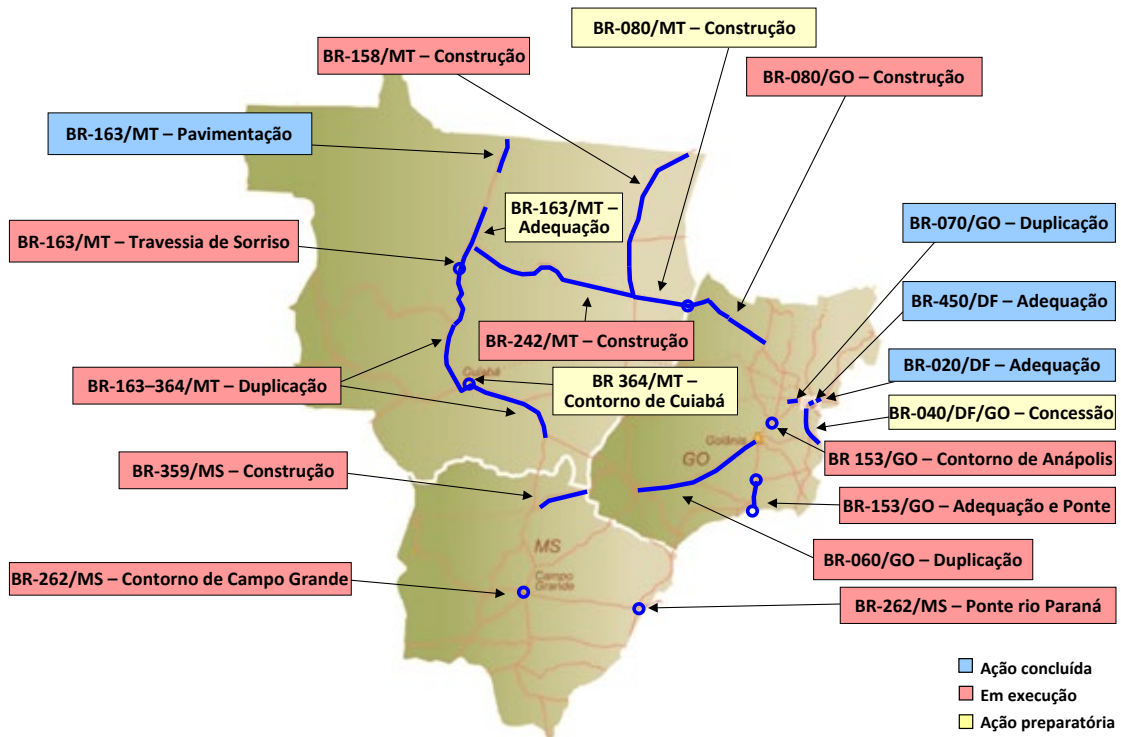 BR-080/MT – Construção
BR-158/MT – Construção
BR-080/GO – Construção
BR-163/MT – Pavimentação
BR-163/MT –
Adequação
BR-070/GO – Duplicação
BR-163/MT – Travessia de Sorriso
BR-450/DF – Adequação
BR-242/MT – Construção
BR-020/DF – Adequação
Cuiabá
BR-163–364/MT – Duplicação
BR 364/MT –
Contorno de Cuiabá
BR-040/DF/GO – Concessão
Goiânia
GO
BR 153/GO – Contorno de Anápolis
BR-359/MS – Construção
BR-153/GO – Adequação e Ponte
MS
BR-060/GO – Duplicação
Campo
Grande
BR-262/MS – Contorno de Campo Grande
BR-262/MS – Ponte rio Paraná
Ação concluída
Em execução
Ação preparatória